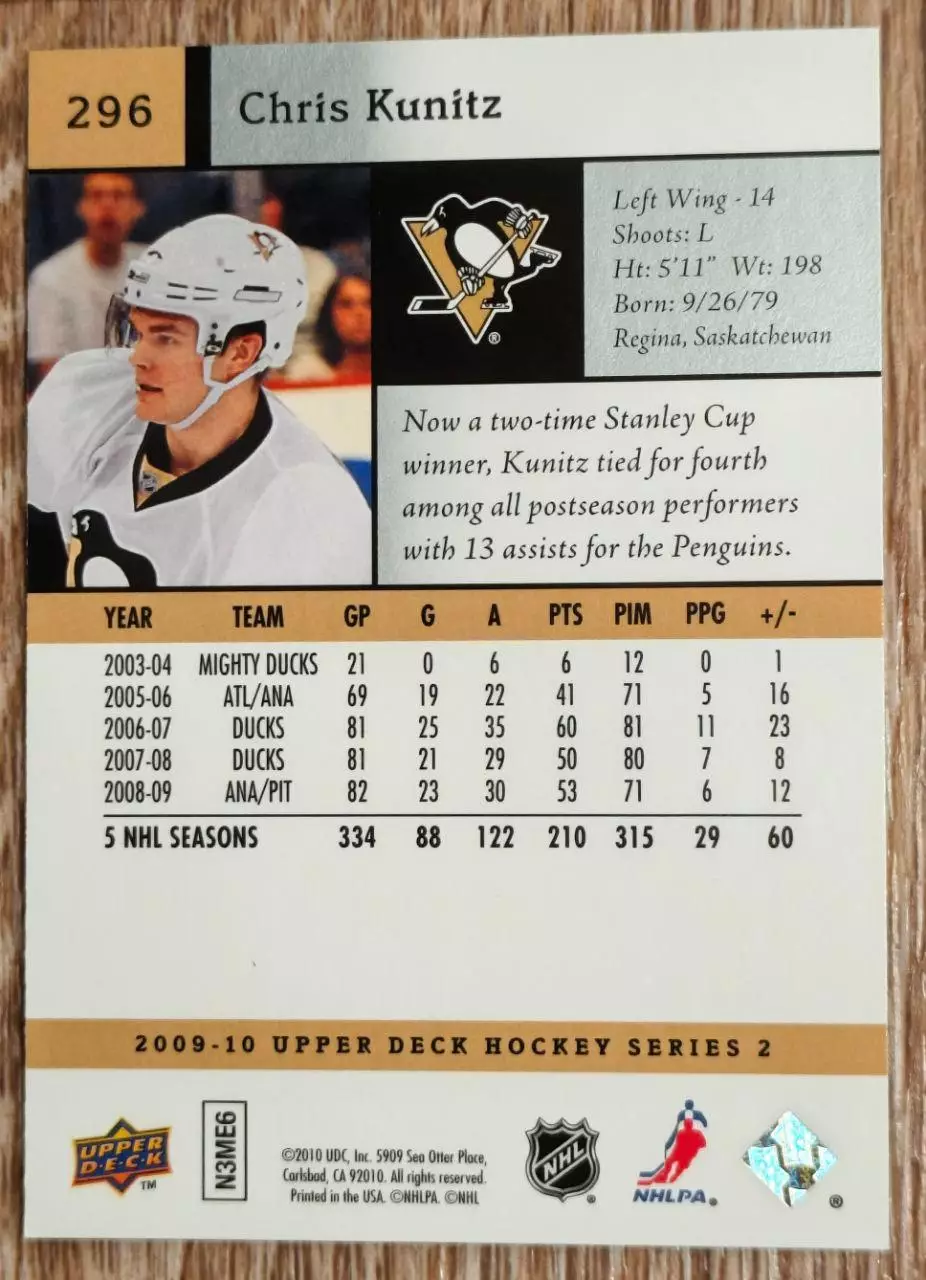 296
Chris Kunitz
Left Wing - 14
Shoots: L
Ht: 5'11" Wt: 198
Born: 9/26/79
Regina, Saskatchewan
®
Now a two-time Stanley Cup
winner, Kunitz tied for fourth
among all postseason performers
with 13 assists for the Penguins.
YEAR TEAM GP G A PTS PIM PPG +/-
2003-04 MIGHTY DUCKS 21 0 6 6 12 0 1
2005-06 ATL/ANA 69 19 22 41 71 5 16
2006-07 DUCKS 81 25 35 60 81 11 23
2007-08 DUCKS 81 21 29 50 80 7 8
2008-09 ANA/PIT 82 23 30 53 71 6 12
5 NHL SEASONS 334 88 122 210 315 29 60
2009-10 UPPER DECK HOCKEY SERIES 2
UPPER
D·E·C·K
TM
N3ME6
©2010 UDC, Inc. 5909 Sea Otter Place,
Carlsbad, CA 92010. All rights reserved.
Printed in the USA. ©NHLPA. ©NHL
NHL
®
NHLPA®
®